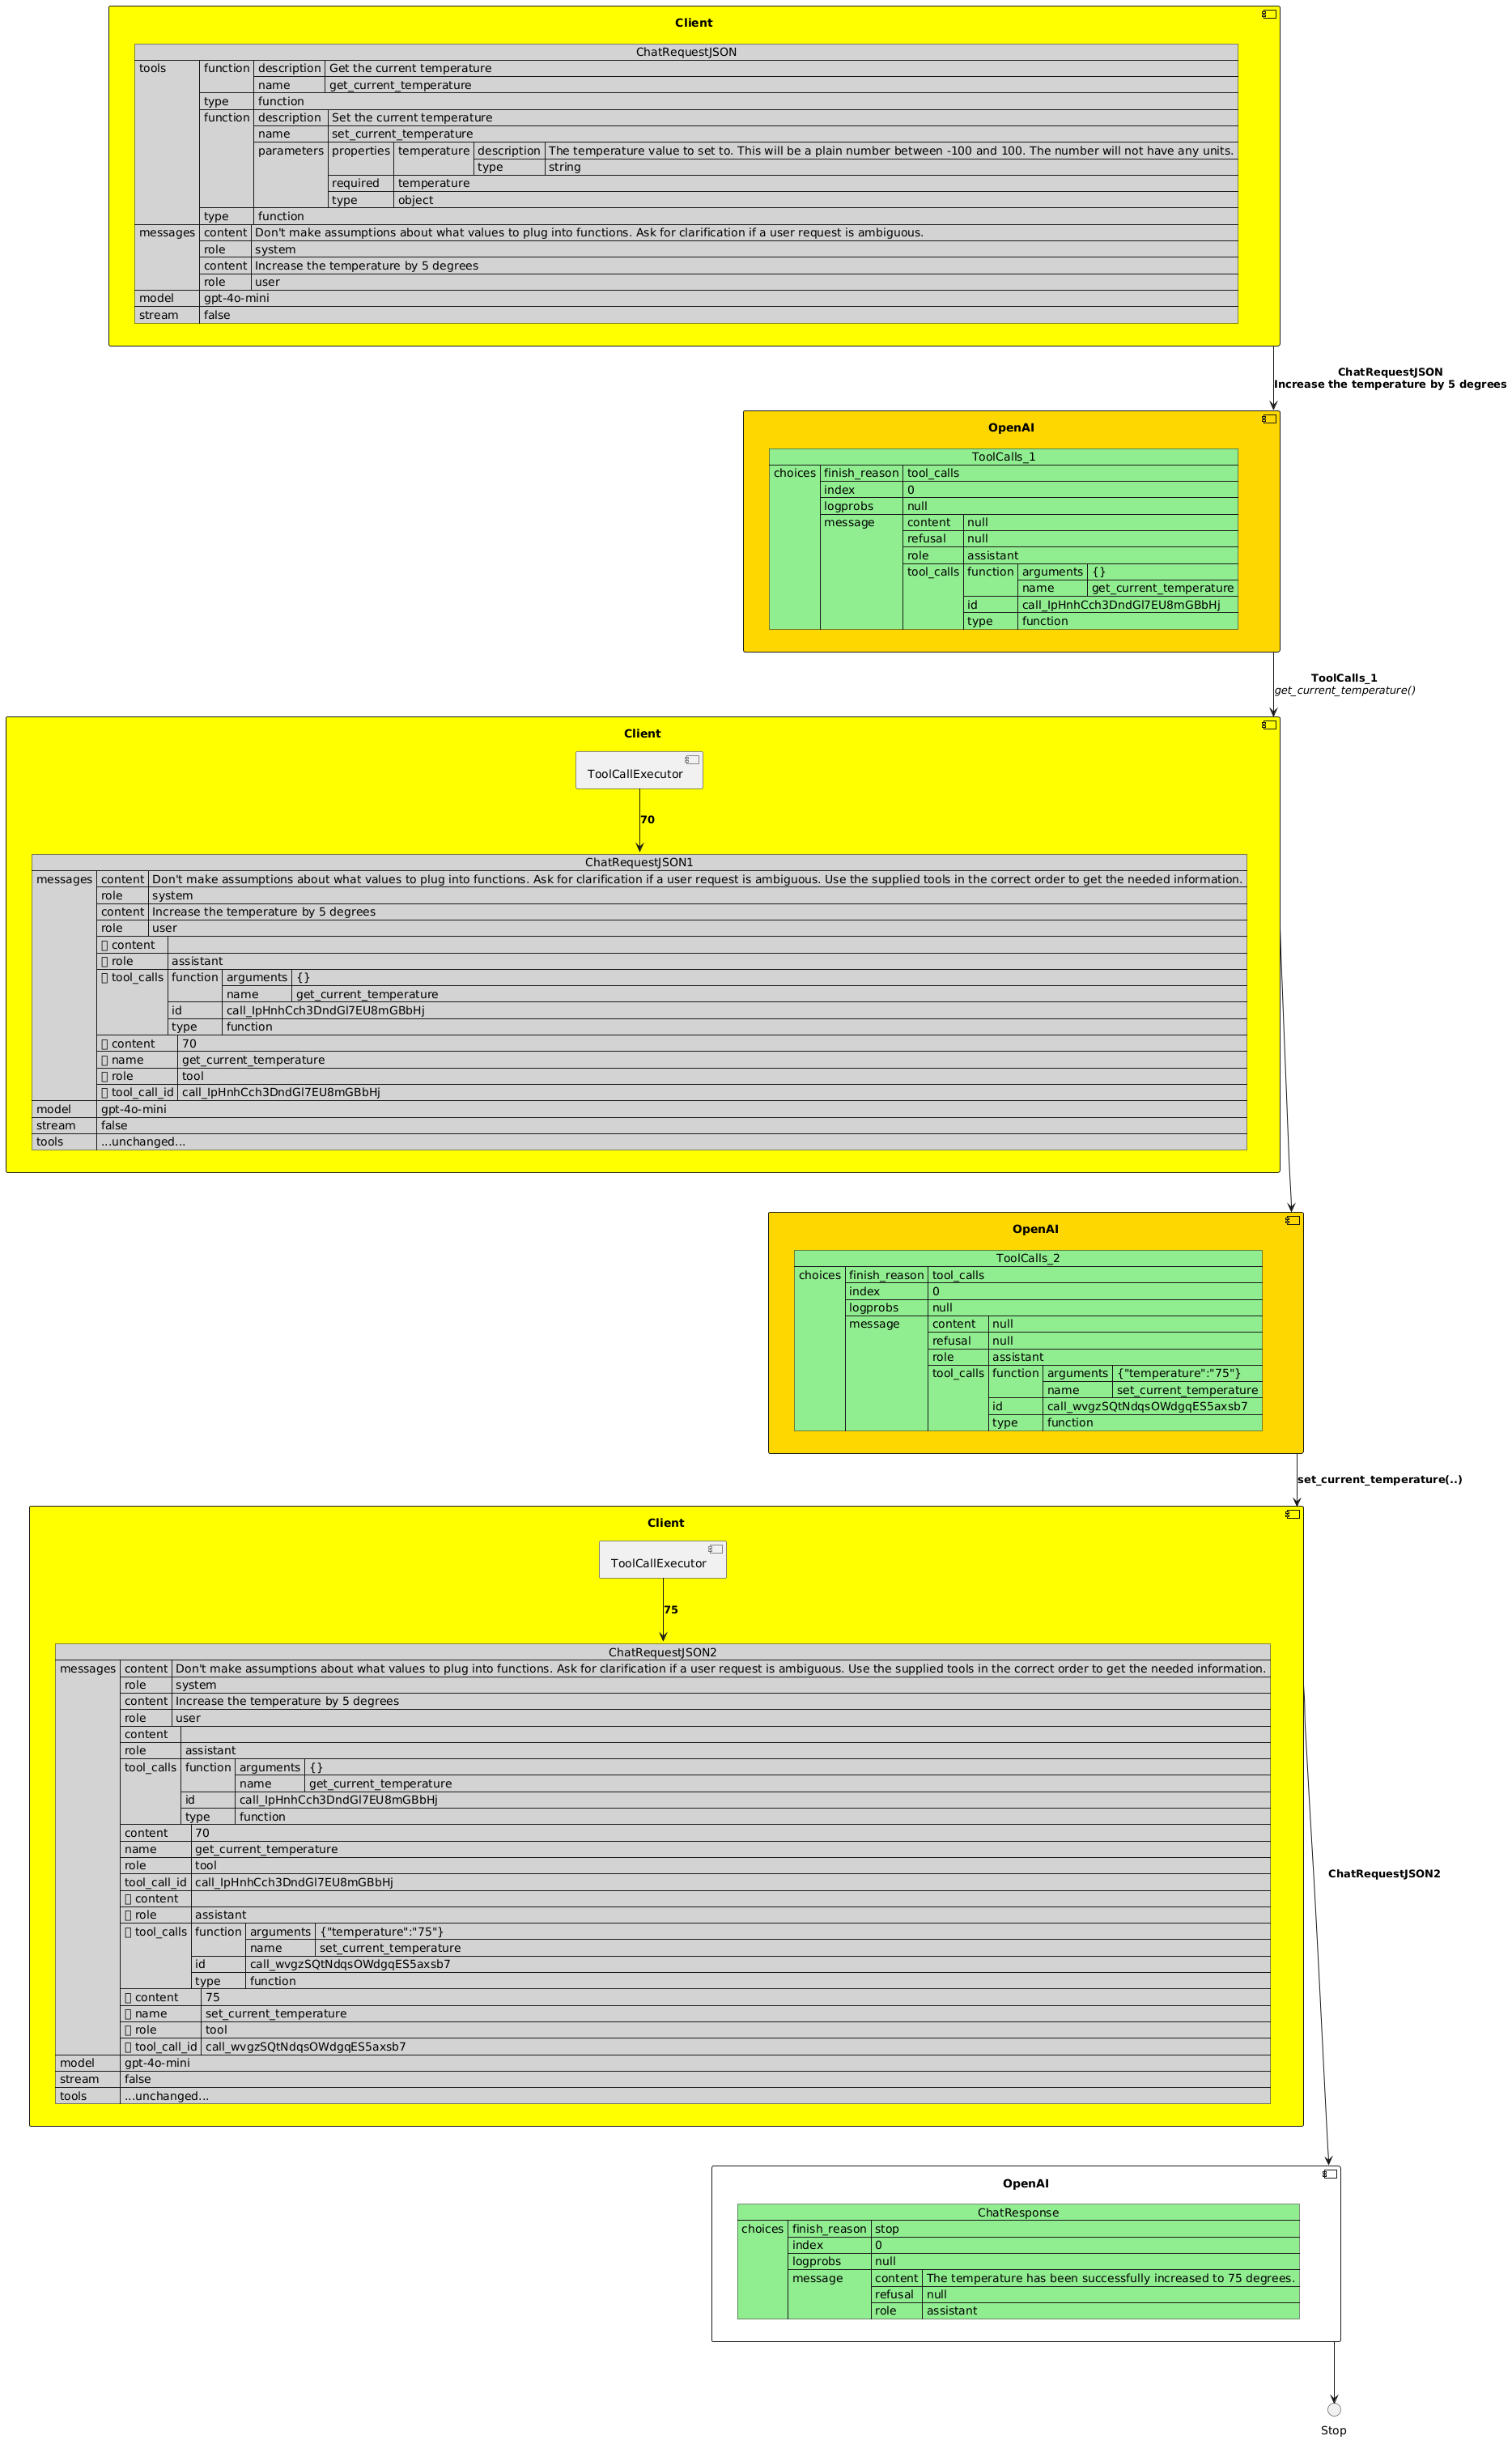 Client
ChatRequestJSON
tools function description Get the current temperature
name get_current_temperature
type function
function description Set the current temperature
name set_current_temperature
parameters properties temperature description The temperature value to set to. This will be a plain number between -100 and 100. The number will not have any units.
type string
required temperature
type object
type function
messages content Don't make assumptions about what values to plug into functions. Ask for clarification if a user request is ambiguous.
role system
content Increase the temperature by 5 degrees
role user
model gpt-4o-mini
stream false
ChatRequestJSON
Increase the temperature by 5 degrees
OpenAI
ToolCalls_1
choices finish_reason tool_calls
index 0
logprobs null
message content null
refusal null
role assistant
tool_calls function arguments {}
name get_current_temperature
id call_IpHnhCch3DndGl7EU8mGBbHj
type function
ToolCalls_1
get_current_temperature()
Client
ToolCallExecutor
70
ChatRequestJSON1
messages content Don't make assumptions about what values to plug into functions. Ask for clarification if a user request is ambiguous. Use the supplied tools in the correct order to get the needed information.
role system
content Increase the temperature by 5 degrees
role user
content
role assistant
tool_calls function arguments {}
name get_current_temperature
id call_IpHnhCch3DndGl7EU8mGBbHj
type function
content 70
name get_current_temperature
role tool
tool_call_id call_IpHnhCch3DndGl7EU8mGBbHj
model gpt-4o-mini
stream false
tools ...unchanged...
OpenAI
ToolCalls_2
choices finish_reason tool_calls
index 0
logprobs null
message content null
refusal null
role assistant
tool_calls function arguments {"temperature":"75"}
name set_current_temperature
id call_wvgzSQtNdqsOWdgqES5axsb7
type function
set_current_temperature(..)
Client
ToolCallExecutor
75
ChatRequestJSON2
messages content Don't make assumptions about what values to plug into functions. Ask for clarification if a user request is ambiguous. Use the supplied tools in the correct order to get the needed information.
role system
content Increase the temperature by 5 degrees
role user
content
role assistant
tool_calls function arguments {}
name get_current_temperature
id call_IpHnhCch3DndGl7EU8mGBbHj
type function
content 70
name get_current_temperature
role tool
tool_call_id call_IpHnhCch3DndGl7EU8mGBbHj
content
role assistant
tool_calls function arguments {"temperature":"75"}
name set_current_temperature
id call_wvgzSQtNdqsOWdgqES5axsb7
type function
content 75
name set_current_temperature
role tool
tool_call_id call_wvgzSQtNdqsOWdgqES5axsb7
model gpt-4o-mini
stream false
tools ...unchanged...
ChatRequestJSON2
OpenAI
ChatResponse
choices finish_reason stop
index 0
logprobs null
message content The temperature has been successfully increased to 75 degrees.
refusal null
role assistant
Stop